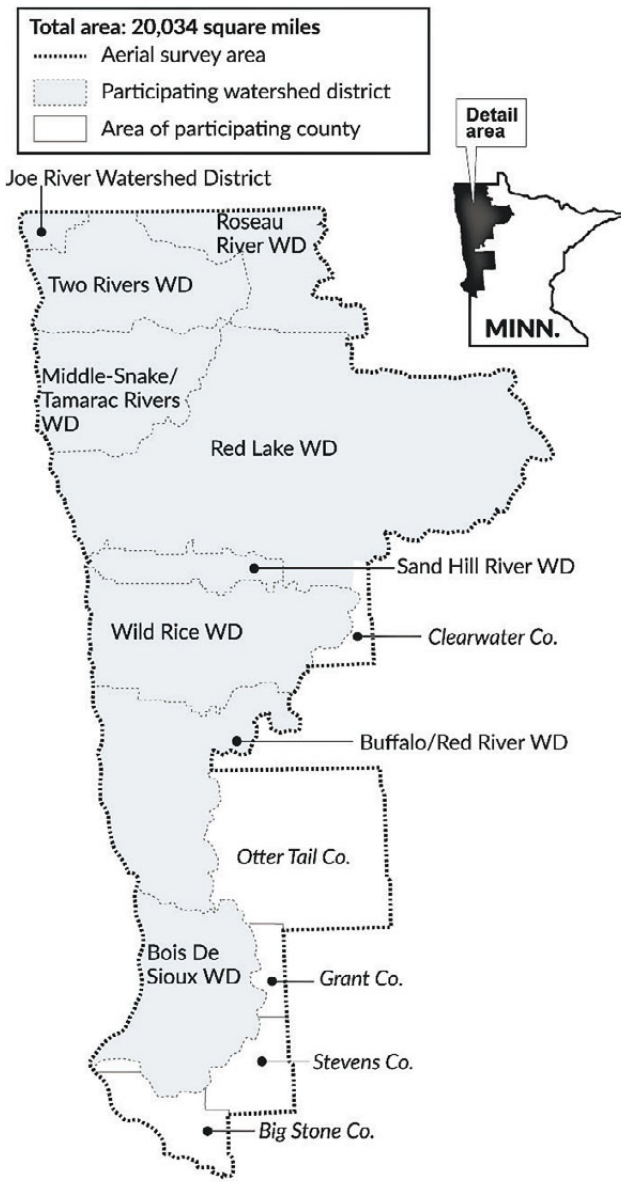 Total area: 20,034 square miles
Aerial survey area
Participating watershed district
Area of participating county
Detail
area
MINN.
Joe River Watershed District
Roseau
River WD
Two Rivers WD
Middle-Snake/
Tamarac Rivers
WD
Red Lake WD
Sand Hill River WD
Wild Rice WD
Clearwater Co.
Buffalo/Red River WD
Otter Tail Co.
Bois De
Sioux WD
Grant Co.
Stevens Co.
Big Stone Co.